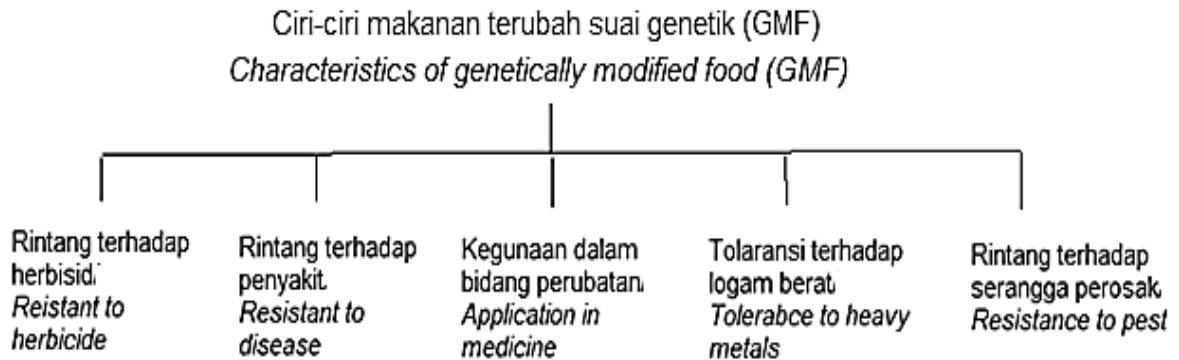 Ciri-ciri makanan terubah suai genetik (GMF)
Characteristics of genetically modified food (GMF)
Rintang terhadap
herbisid.
Reistant to
herbicide
Rintang terhadap
penyakit.
Resistant to
disease
Kegunaan dalam
bidang perubatan.
Application in
medicine
Tolaransi terhadap
logam berat.
Tolerabce to heavy
metals
Rintang terhadap
serangga perosak.
Resistance to pest